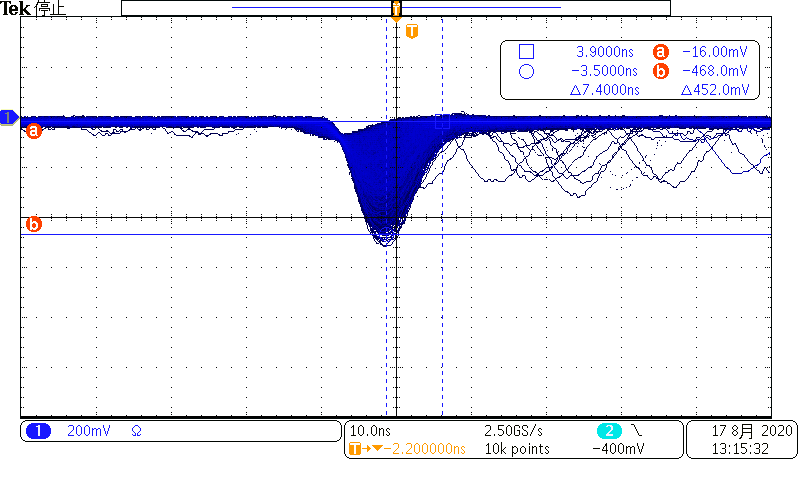 Tek 停止
T
T
3.9000ns a −16.00mV
−3.5000ns b −468.0mV
Δ7.4000ns Δ452.0mV
1
a
b
1 200mV Ω
10.0ns 2.50GS/s 2 −400mV
T→▼−2.200000ns 10k points
17 8月 2020
13:15:32